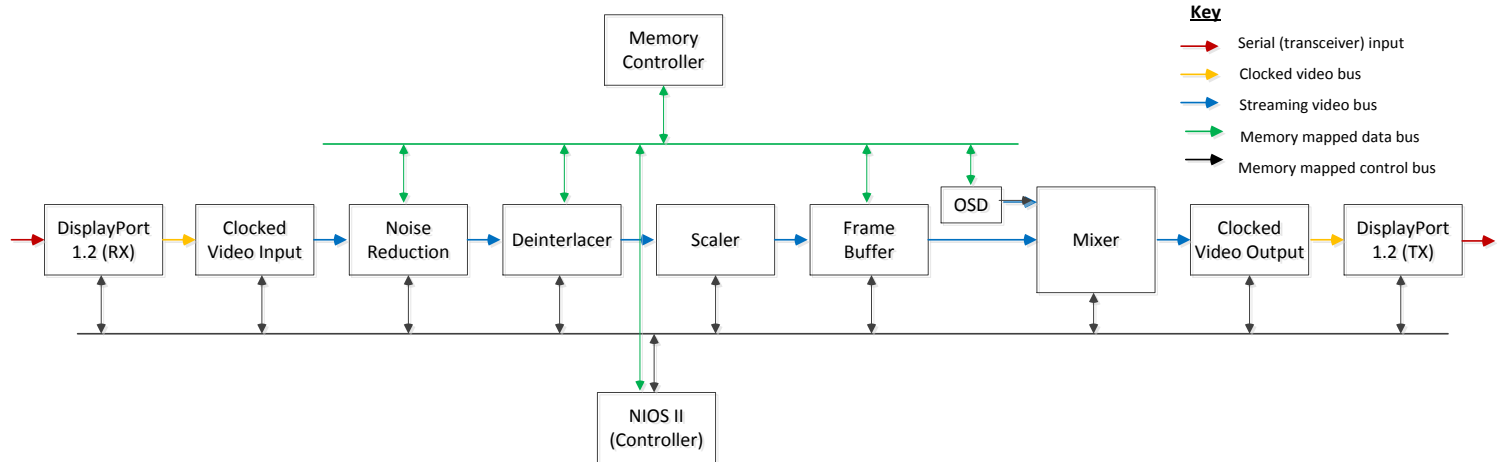 Key
Serial (transceiver) input
Clocked video bus
Streaming video bus
Memory mapped data bus
Memory mapped control bus
Memory
Controller
OSD
DisplayPort
1.2 (RX)
Clocked
Video Input
Noise
Reduction
Deinterlacer
Scaler
Frame
Buffer
Mixer
Clocked
Video Output
DisplayPort
1.2 (TX)
NIOS II
(Controller)